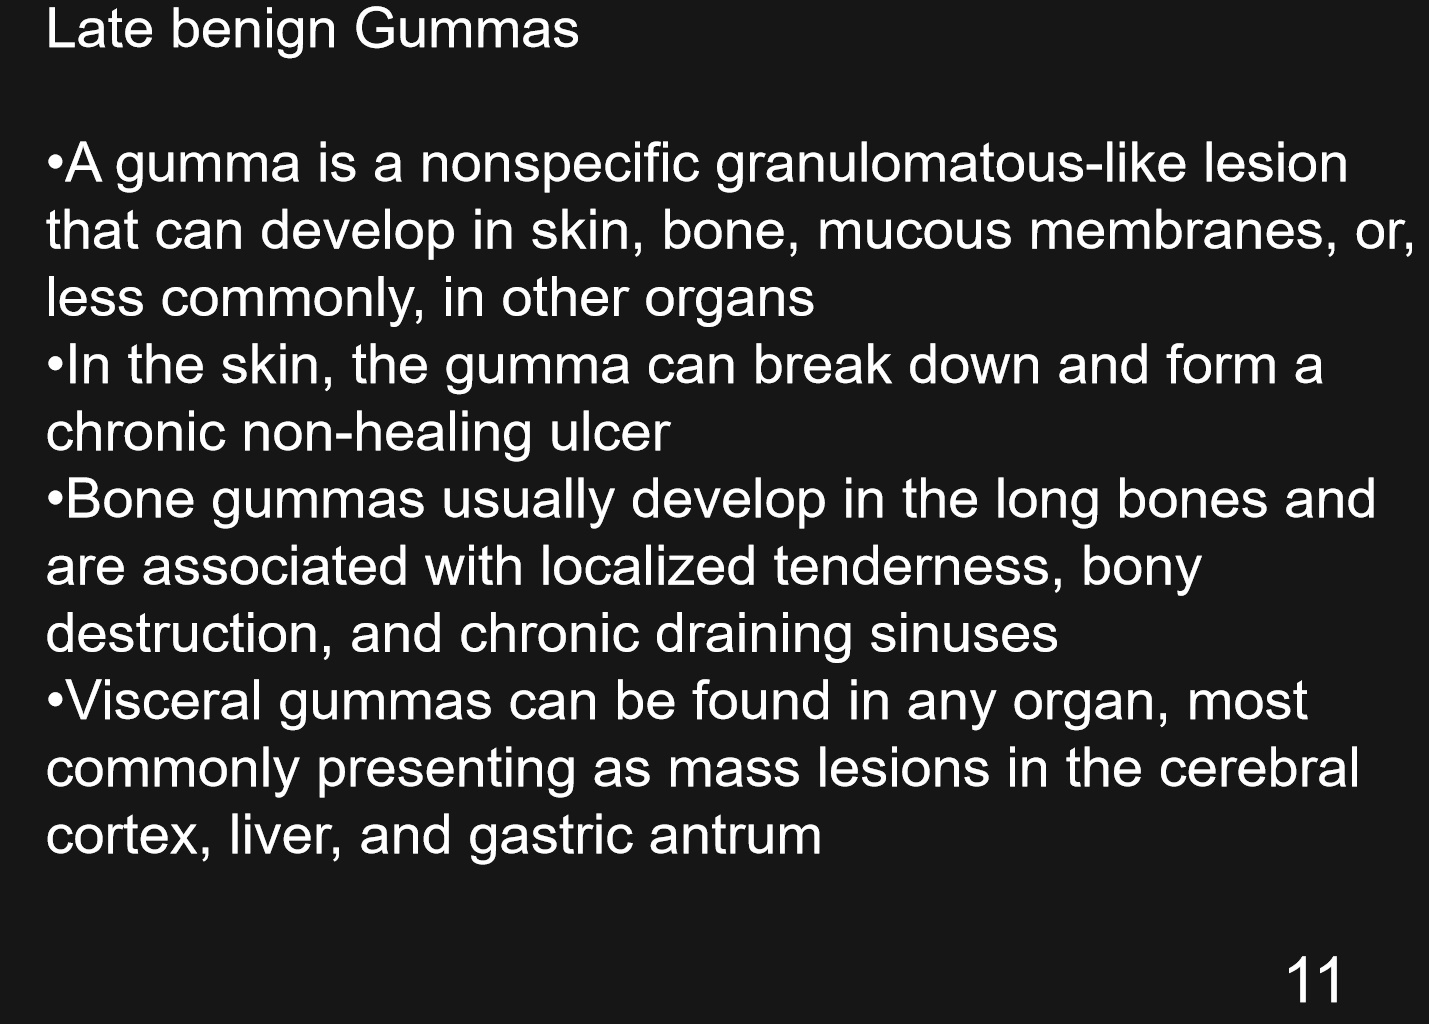 Late benign Gummas
•A gumma is a nonspecific granulomatous-like lesion
that can develop in skin, bone, mucous membranes, or,
less commonly, in other organs
•In the skin, the gumma can break down and form a
chronic non-healing ulcer
•Bone gummas usually develop in the long bones and
are associated with localized tenderness, bony
destruction, and chronic draining sinuses
•Visceral gummas can be found in any organ, most
commonly presenting as mass lesions in the cerebral
cortex, liver, and gastric antrum
11